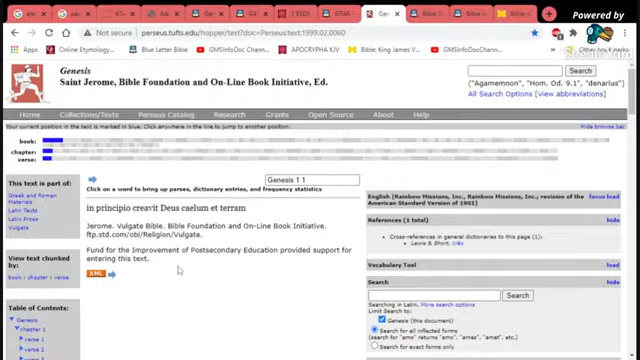 Powered by
perseus.tufts.edu/hopper/text?doc=Perseus:text:1999.02.0060
Online Etymology...
Blue Letter Bible
GMSInfoDocChannel...
APOCRYPHA KJV
Bible: King James V...
GMSInfoDocChann...
Genesis
Saint Jerome, Bible Foundation and On-Line Book Initiative, Ed.
Search
("Agamemnon", "Hom. Od. 9.1", "denarius")
All Search Options [view abbreviations]
Home Collections/Texts Perseus Catalog Research Grants Open Source About Help
Your current position in the text is marked in blue. Click anywhere in the line to jump to another position.
Hide browse bar
book:
chapter:
verse:
This text is part of:
Greek and Roman
Materials
Latin Texts
Latin Prose
Vulgate
View text chunked
by:
book : chapter : verse
Table of Contents:
Genesis
chapter 1
verse 1
verse 2
verse 3
Genesis 1.1
Click on a word to bring up parses, dictionary entries, and frequency statistics
in principio creavit Deus caelum et terram
Jerome. Vulgate Bible. Bible Foundation and On-Line Book Initiative.
ftp.std.com/obi/Religion/Vulgate.
Fund for the Improvement of Postsecondary Education provided support for
entering this text.
XML
English (Rainbow Missions, Inc., Rainbow Missions, Inc.; revision of the
American Standard Version of 1901)
focus load
References (1 total)
hide
Cross-references in general dictionaries to this page (1):
Lewis & Short, crĕo
Vocabulary Tool
load
Search
hide
Search
Searching in Latin. More search options
Limit Search to:
Genesis (this document)
Search for all inflected forms
(search for "amo" returns "amo", "amas", "amat", etc.)
Search for exact forms only